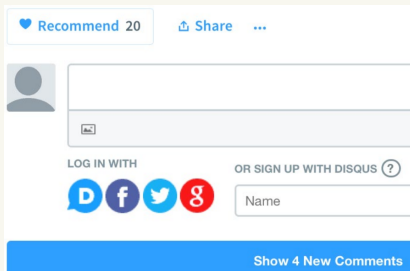 Recommend 20 Share ...
LOG IN WITH
OR SIGN UP WITH DISQUS ?
D f g
Name
Show 4 New Comments